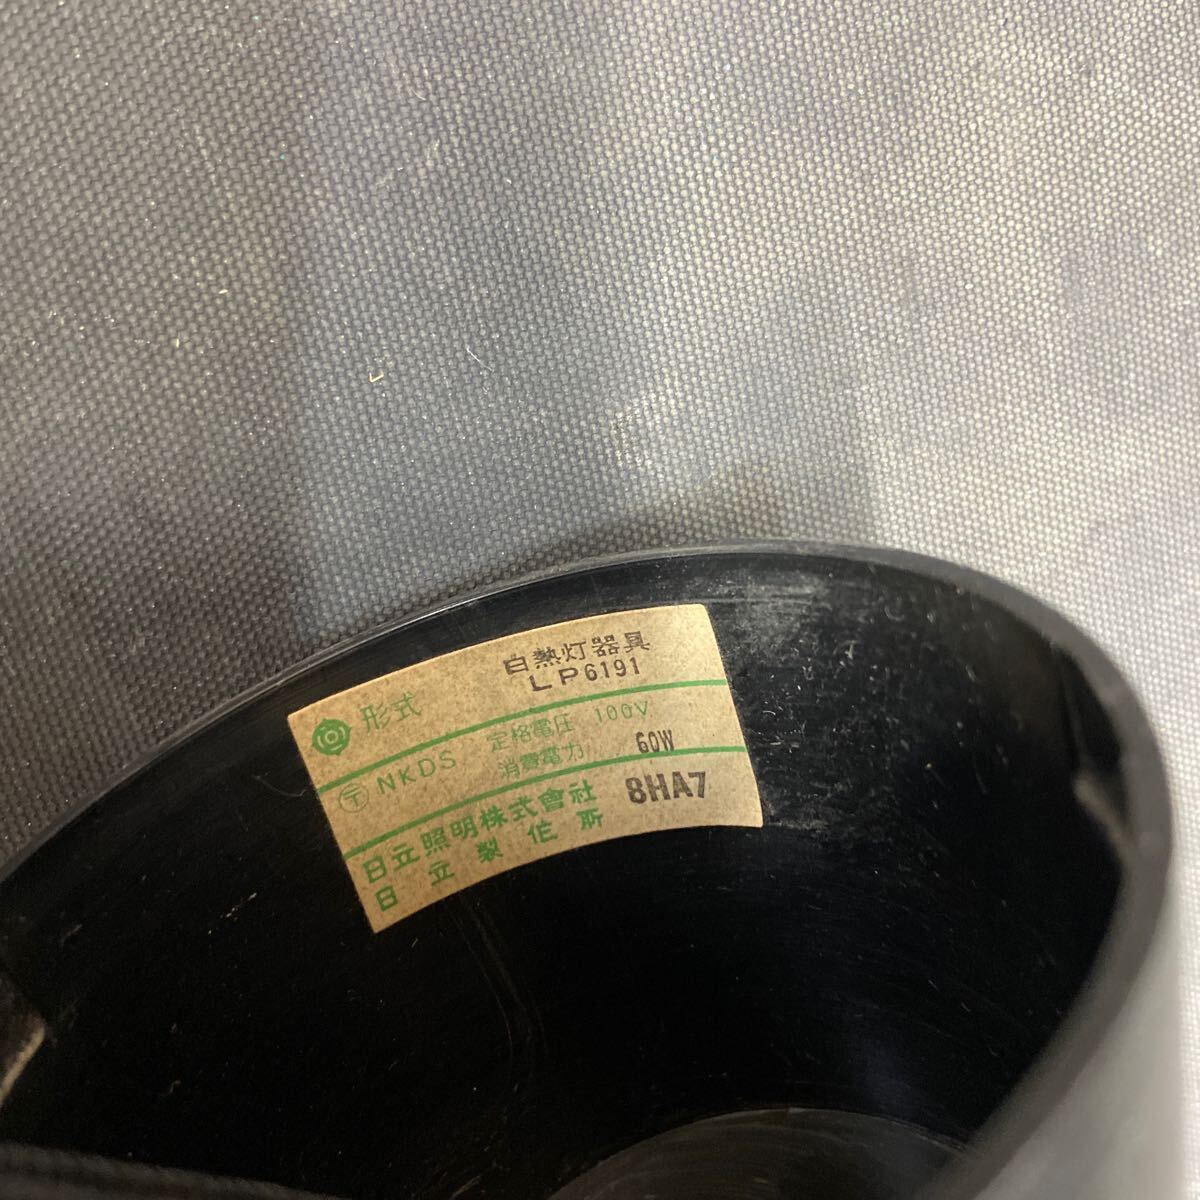 白熱灯器具
形式 LP6191
〒 NKDS 定格電圧 100V
消費電力 60W
日立照明株式會社 8HA7
日立製作所